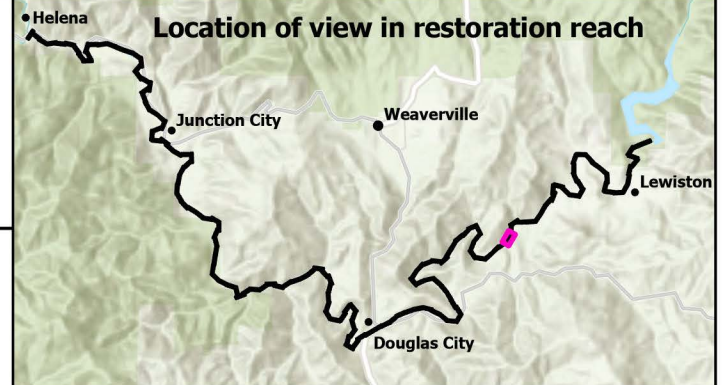 Helena
Location of view in restoration reach
Junction City
Weaverville
Lewiston
Douglas City